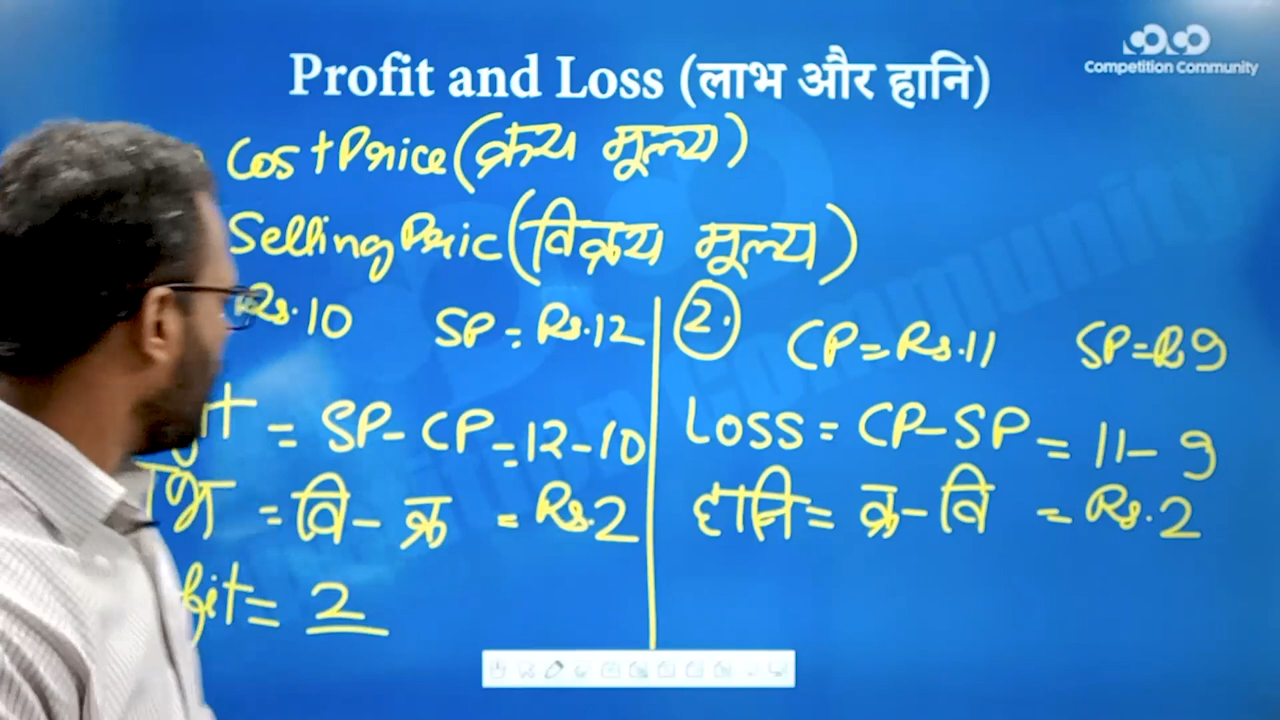 Competition Community
Profit and Loss (लाभ और हानि)
Cost Price (क्रय मूल्य)
Selling Pric (विक्रय मूल्य)
Rs.10 SP = Rs.12
= SP - CP = 12 - 10
= वि - क्र = Rs.2
= 2
2.
CP = Rs.11 SP = Rs 9
Loss = CP - SP = 11 - 9
हानि = क्र - वि = Rs.2